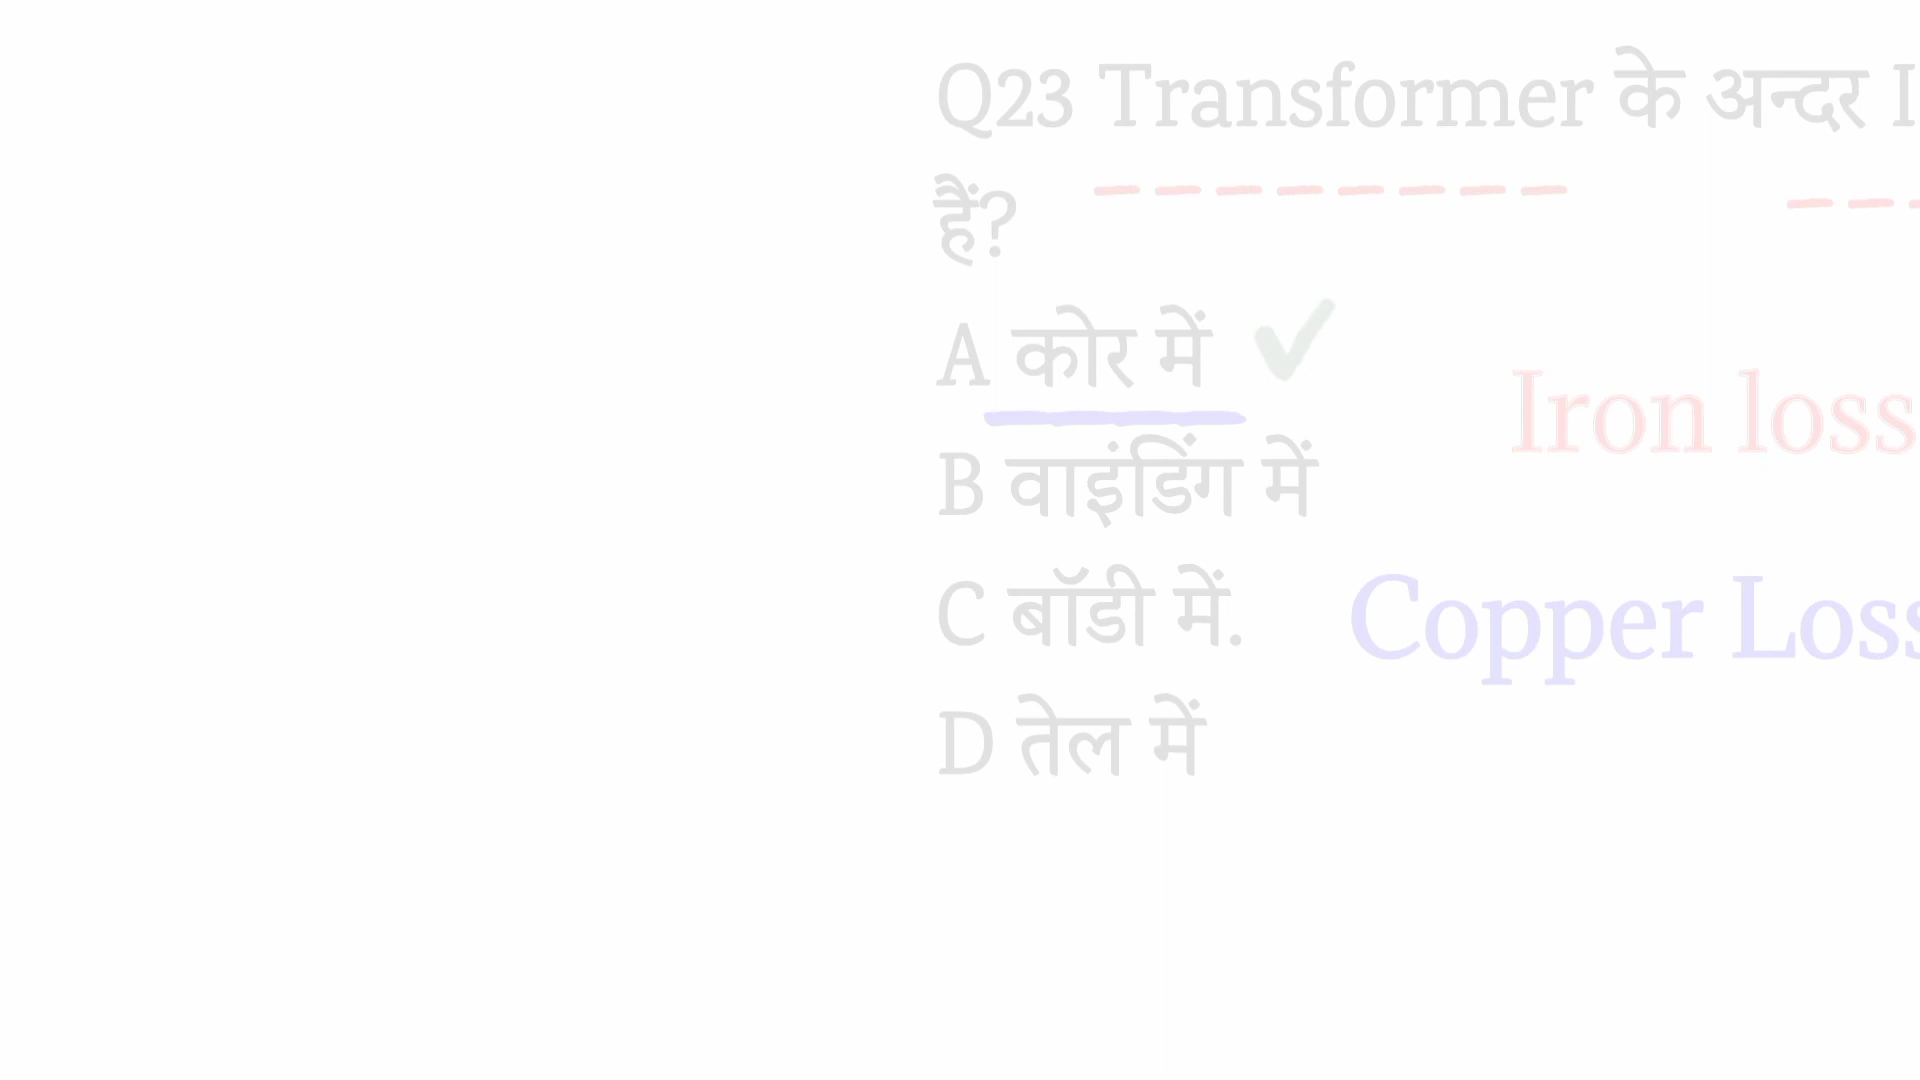 Q23 Transformer के अन्दर I
हैं?
A कोर में
B वाइंडिंग में
C बॉडी में.
D तेल में
Iron loss
Copper Loss